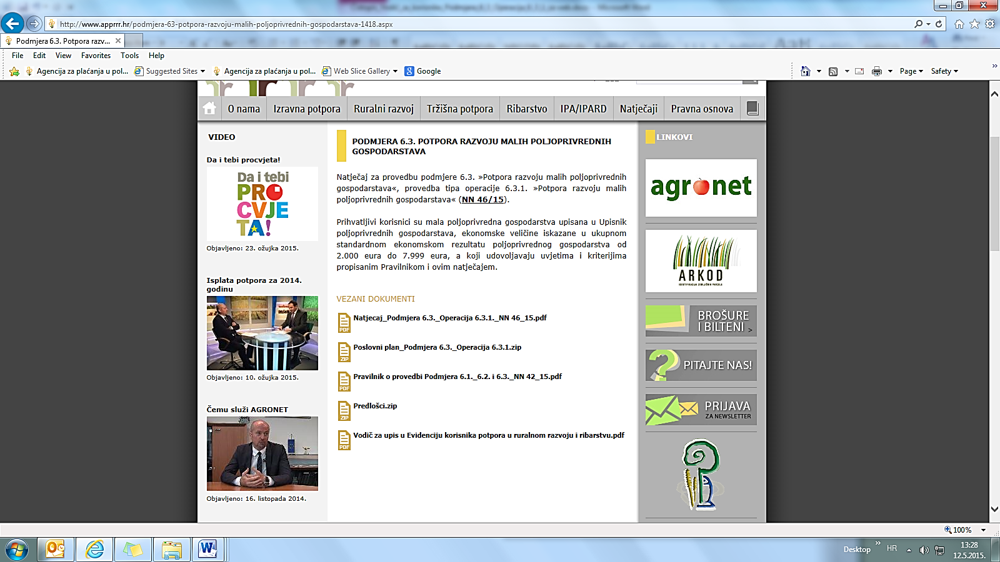 http://www.apprrr.hr/podmjera-63-potpora-razvoju-malih-poljoprivrednih-gospodarstava-1418.aspx
Podmjera 6.3. Potpora razv...
File Edit View Favorites Tools Help
Agencija za plaćanja u pol... Suggested Sites Agencija za plaćanja u pol... Web Slice Gallery Google
Page Safety
O nama Izravna potpora Ruralni razvoj Tržišna potpora Ribarstvo IPA/IPARD Natječaji Pravna osnova
VIDEO
Da i tebi procvjeta!
Da i tebi
PRO
CVJE
TA!
Objavljeno: 23. ožujka 2015.
Isplata potpora za 2014.
godinu
Objavljeno: 10. ožujka 2015.
Čemu služi AGRONET
Objavljeno: 16. listopada 2014.
PODMJERA 6.3. POTPORA RAZVOJU MALIH POLJOPRIVREDNIH
GOSPODARSTAVA
Natječaj za provedbu podmjere 6.3. »Potpora razvoju malih poljoprivrednih
gospodarstava«, provedba tipa operacije 6.3.1. »Potpora razvoju malih
poljoprivrednih gospodarstava« (NN 46/15).
Prihvatljivi korisnici su mala poljoprivredna gospodarstva upisana u Upisnik
poljoprivrednih gospodarstava, ekonomske veličine iskazane u ukupnom
standardnom ekonomskom rezultatu poljoprivrednog gospodarstva od
2.000 eura do 7.999 eura, a koji udovoljavaju uvjetima i kriterijima
propisanim Pravilnikom i ovim natječajem.
VEZANI DOKUMENTI
PDF Natjecaj_Podmjera 6.3._Operacija 6.3.1._NN 46_15.pdf
ZIP Poslovni plan_Podmjera 6.3._Operacija 6.3.1.zip
PDF Pravilnik o provedbi Podmjera 6.1._6.2. i 6.3._NN 42_15.pdf
ZIP Predlošci.zip
PDF Vodič za upis u Evidenciju korisnika potpora u ruralnom razvoju i ribarstvu.pdf
LINKOVI
agronet
ARKOD
IDENTIFIKACIJA ZEMLJIŠNIH PARCELA
BROŠURE
I BILTENI >
PITAJTE NAS!
PRIJAVA
ZA NEWSLETTER
100%
Desktop HR 13:28
12.5.2015.